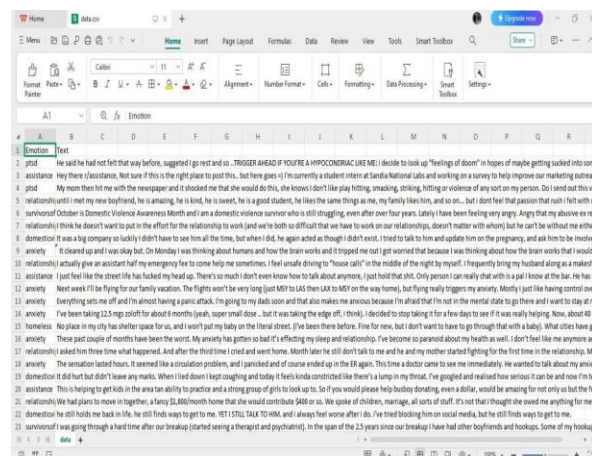 Home data.csv
Upgrade now
Menu Home Insert Page Layout Formulas Data Review View Tools Smart Toolbox Share
Format Painter Paste Calibri 11 Alignment Number Format Cells Formatting Data Processing Smart Toolbox Settings
A1 fx Emotion
A B C D E F G H I J K L M N O P Q R
1 Emotion Text
2 ptsd He said he had not felt that way before, suggeted I go rest and so ..TRIGGER AHEAD IF YOU'RE A HYPOCONDRIAC LIKE ME: i decide to look up "feelings of doom" in hopes of maybe getting sucked into som
3 assistance Hey there r/assistance, Not sure if this is the right place to post this.. but here goes =) I'm currently a student intern at Sandia National Labs and working on a survey to help improve our marketing outrea
4 ptsd My mom then hit me with the newspaper and it shocked me that she would do this, she knows I don't like play hitting, smacking, striking, hitting or violence of any sort on my person. Do I send out this v
5 relationshi until i met my new boyfriend, he is amazing, he is kind, he is sweet, he is a good student, he likes the same things as me, my family likes him, and so on... but i dont feel that passion that rush i felt with
6 survivorsof October is Domestic Violence Awareness Month and I am a domestic violence survivor who is still struggling, even after over four years. Lately I have been feeling very angry. Angry that my abusive ex re
7 relationshi I think he doesn't want to put in the effort for the relationship to work (and we're both so difficult that we have to work on our relationships, doesn't matter with whom) but he can't be without me eithe
8 domesticvi It was a big company so luckily I didn't have to see him all the time, but when I did, he again acted as though I didn't exist. I tried to talk to him and update him on the pregnancy, and ask him to be involve
9 anxiety It cleared up and I was okay but. On Monday I was thinking about humans and how the brain works and it tripped me out I got worried that because I was thinking about how the brain works that I would
10 relationshi I actually give an assistant half my emergency fee to come help me sometimes. I feel unsafe driving to "house calls" in the middle of the night by myself. I frequently bring my husband along as a makesh
11 assistance I just feel like the street life has fucked my head up. There's so much I don't even know how to talk about anymore, I just hold that shit. Only person I can really chat with is a pal I know at the bar. He has
12 anxiety Next week I'll be flying for our family vacation. The flights won't be very long (just MSY to LAS then LAX to MSY on the way home), but flying really triggers my anxiety. Mostly I just like having control ove
13 anxiety Everything sets me off and I'm almost having a panic attack. I'm going to my dads soon and that also makes me anxious because I'm afraid that I'm not in the mental state to go there and I want to stay at
14 anxiety I've been taking 12.5 mgs zoloft for about 6 months (yeah, super small dose .. but it was taking the edge off, i think). I decided to stop taking it for a few days to see if it was really helping. Now, about 40
15 homeless No place in my city has shelter space for us, and I won't put my baby on the literal street. (I've been there before. Fine for new, but I don't want to have to go through that with a baby). What cities have g
16 anxiety These past couple of months have been the worst. My anxiety has gotten so bad it's effecting my sleep and relationship. I've become so paranoid about my health as well. I don't feel like me anymore a
17 relationshi I asked him three time what happened. And after the third time I cried and went home. Month later he still don't talk to me and he and my mother started fighting for the first time in the relationship. M
18 anxiety The sensation lasted hours. It seemed like a circulation problem, and i panicked and of course ended up in the ER again. This time a doctor came to see me immediately. He wanted to talk about my anxi
19 domesticvi It did hurt but didn't leave any marks. When I lied down I kept coughing and today it feels kinda constricted like there's a lump in my throat. I've googled and realised how serious it can be and now I'm t
20 assistance This is helping to get kids in the area tan ability to practice and a strong group of girls to look up to. So if you would please help busboy donating, even a dollar, would be amazing for not only us but the f
21 relationshi We had plans to move in together, a fancy $1,800/month home that she would contribute $400 or so. We spoke of children, marriage, all sorts of stuff. It's not that I thought she owed me anything for me
22 domesticvi he still holds me back in life. he still finds ways to get to me. YET I STILL TALK TO HIM. and i always feel worse after i do. i've tried blocking him on social media, but he still finds ways to get to me.
23 survivorsof I was going through a hard time after our breakup (started seeing a therapist and psychiatrist). In the span of the 2.5 years since our breakup I have had other boyfriends and hookups. Some of my hookup
data